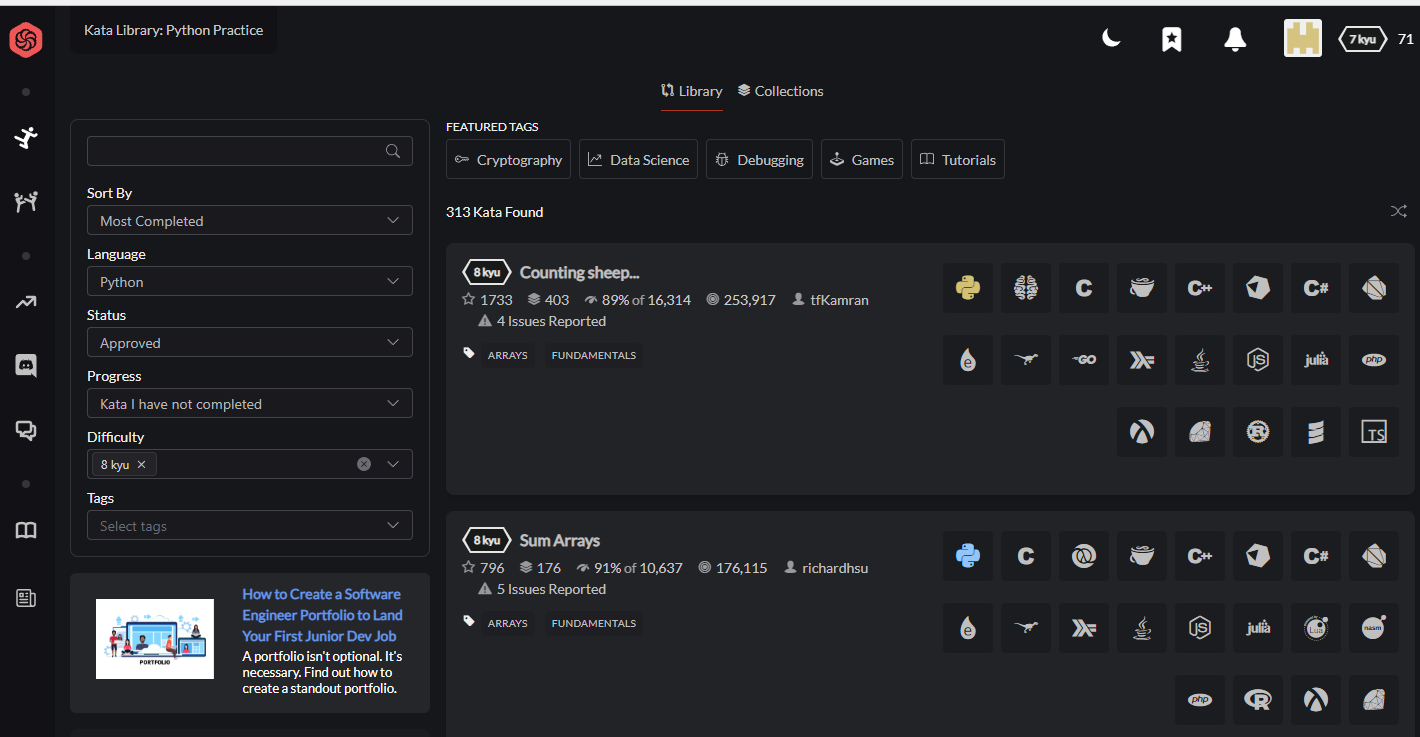 Kata Library: Python Practice
7 kyu 71
Library Collections
Sort By
Most Completed
Language
Python
Status
Approved
Progress
Kata I have not completed
Difficulty
8 kyu
Tags
Select tags
PORTFOLIO
How to Create a Software
Engineer Portfolio to Land
Your First Junior Dev Job
A portfolio isn't optional. It's
necessary. Find out how to
create a standout portfolio.
FEATURED TAGS
Cryptography Data Science Debugging Games Tutorials
313 Kata Found
8 kyu Counting sheep...
1733 403 89% of 16,314 253,917 tfKamran
4 Issues Reported
ARRAYS FUNDAMENTALS
C C++ C#
e GO JS julia php
TS
8 kyu Sum Arrays
796 176 91% of 10,637 176,115 richardhsu
5 Issues Reported
ARRAYS FUNDAMENTALS
C C++ C#
e JS julia Lua nasm
php R